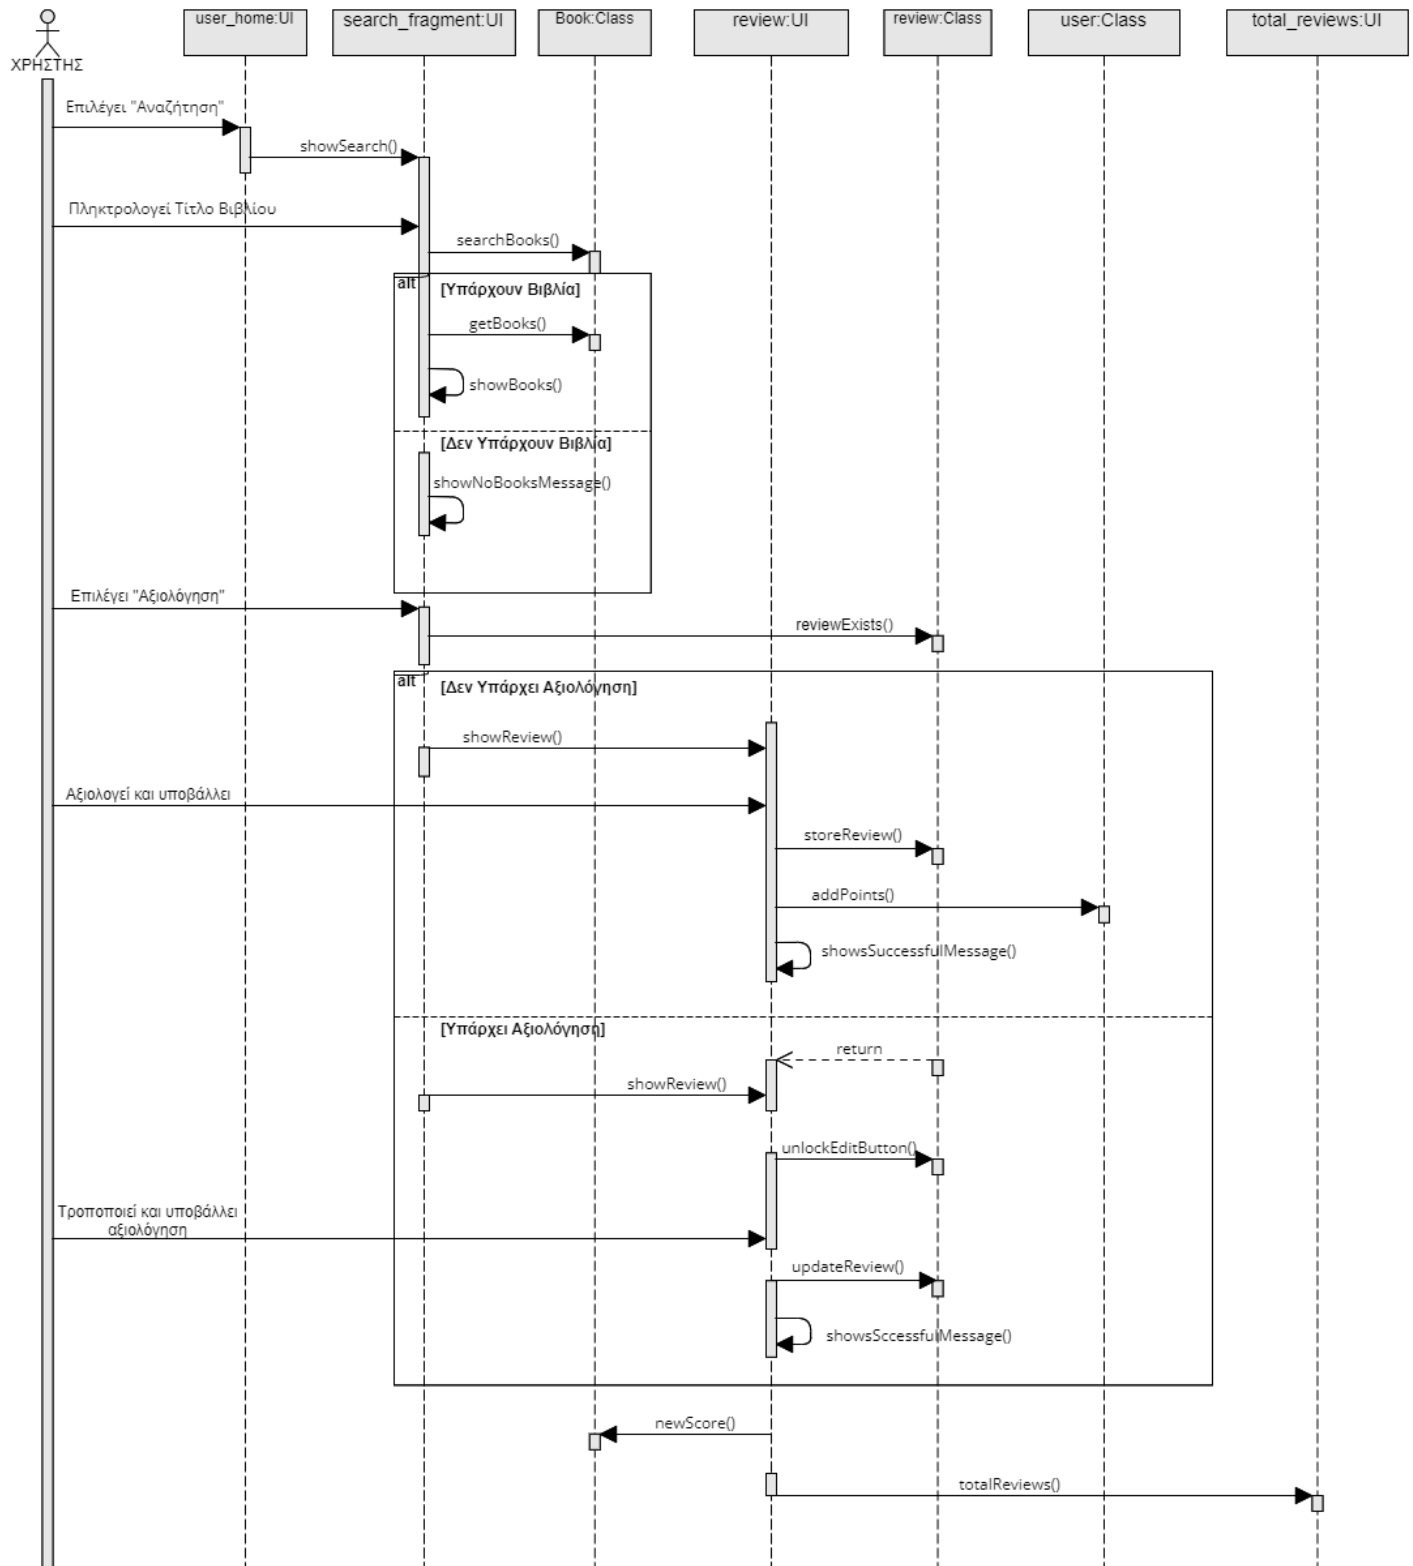 user_home:UI
search_fragment:UI
Book:Class
review:UI
review:Class
user:Class
total_reviews:UI
ΧΡΗΣΤΗΣ
Επιλέγει "Αναζήτηση"
showSearch()
Πληκτρολογεί Τίτλο Βιβλίου
searchBooks()
alt
[Υπάρχουν Βιβλία]
getBooks()
showBooks()
[Δεν Υπάρχουν Βιβλία]
showNoBooksMessage()
Επιλέγει "Αξιολόγηση"
reviewExists()
alt
[Δεν Υπάρχει Αξιολόγηση]
showReview()
Αξιολογεί και υποβάλλει
storeReview()
addPoints()
showsSuccessfulMessage()
[Υπάρχει Αξιολόγηση]
return
showReview()
unlockEditButton()
Τροποποιεί και υποβάλλει
αξιολόγηση
updateReview()
showsSccessfulMessage()
newScore()
totalReviews()